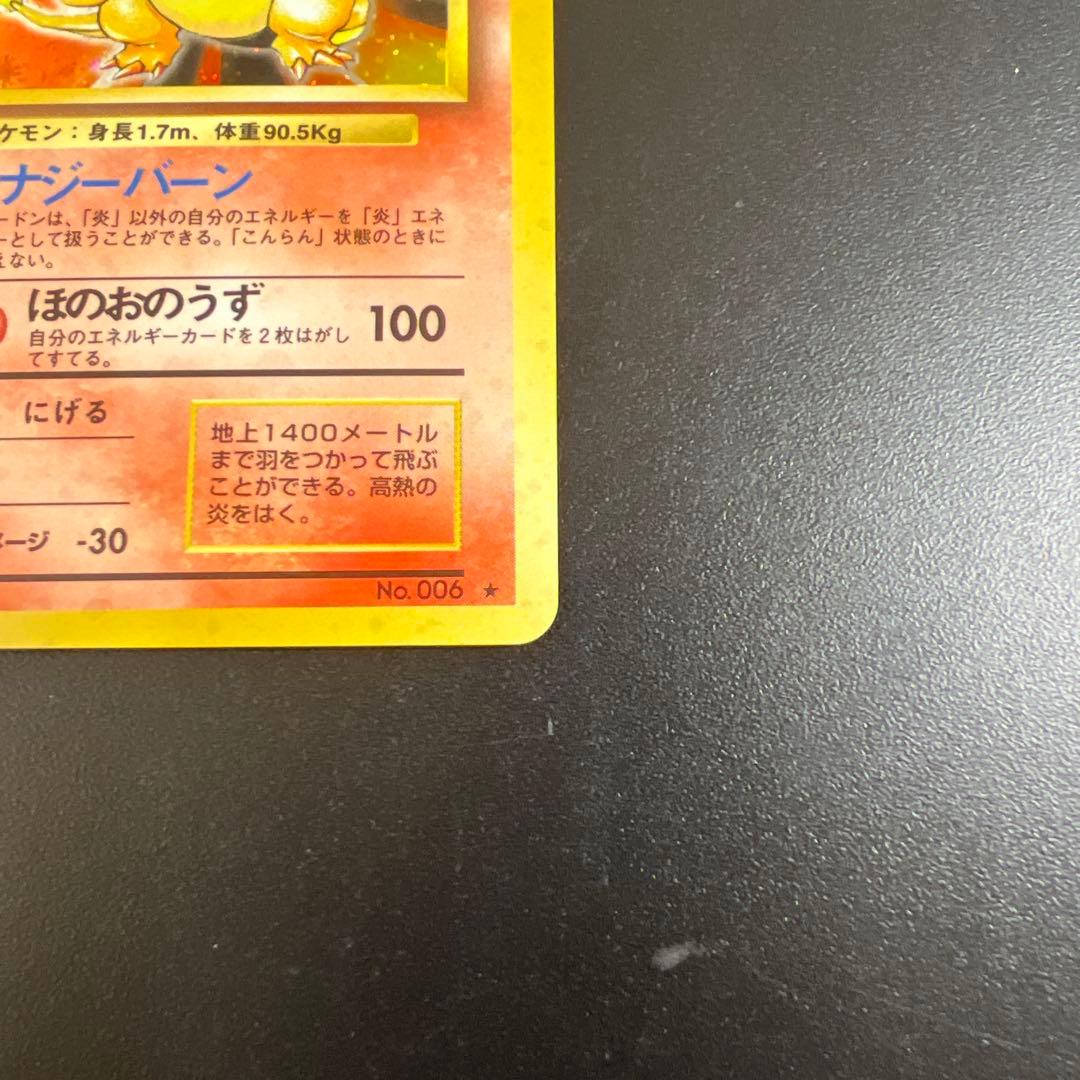 ケモン：身長1.7m、体重90.5Kg
ナジーバーン
ードンは、「炎」以外の自分のエネルギーを「炎」エネ
ーとして扱うことができる。「こんらん」状態のときに
えない。
ほのおのうず 100
自分のエネルギーカードを２枚はがし
てすてる。
にげる
地上1400メートル
まで羽をつかって飛ぶ
ことができる。高熱の
炎をはく。
メージ -30
No. 006 ★